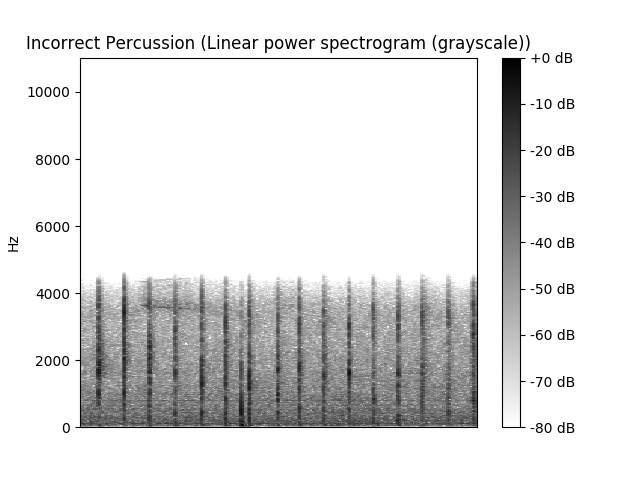 Incorrect Percussion (Linear power spectrogram (grayscale))
+0 dB
10000
-10 dB
8000
-20 dB
-30 dB
6000
Hz
-40 dB
4000
-50 dB
-60 dB
2000
-70 dB
0
-80 dB